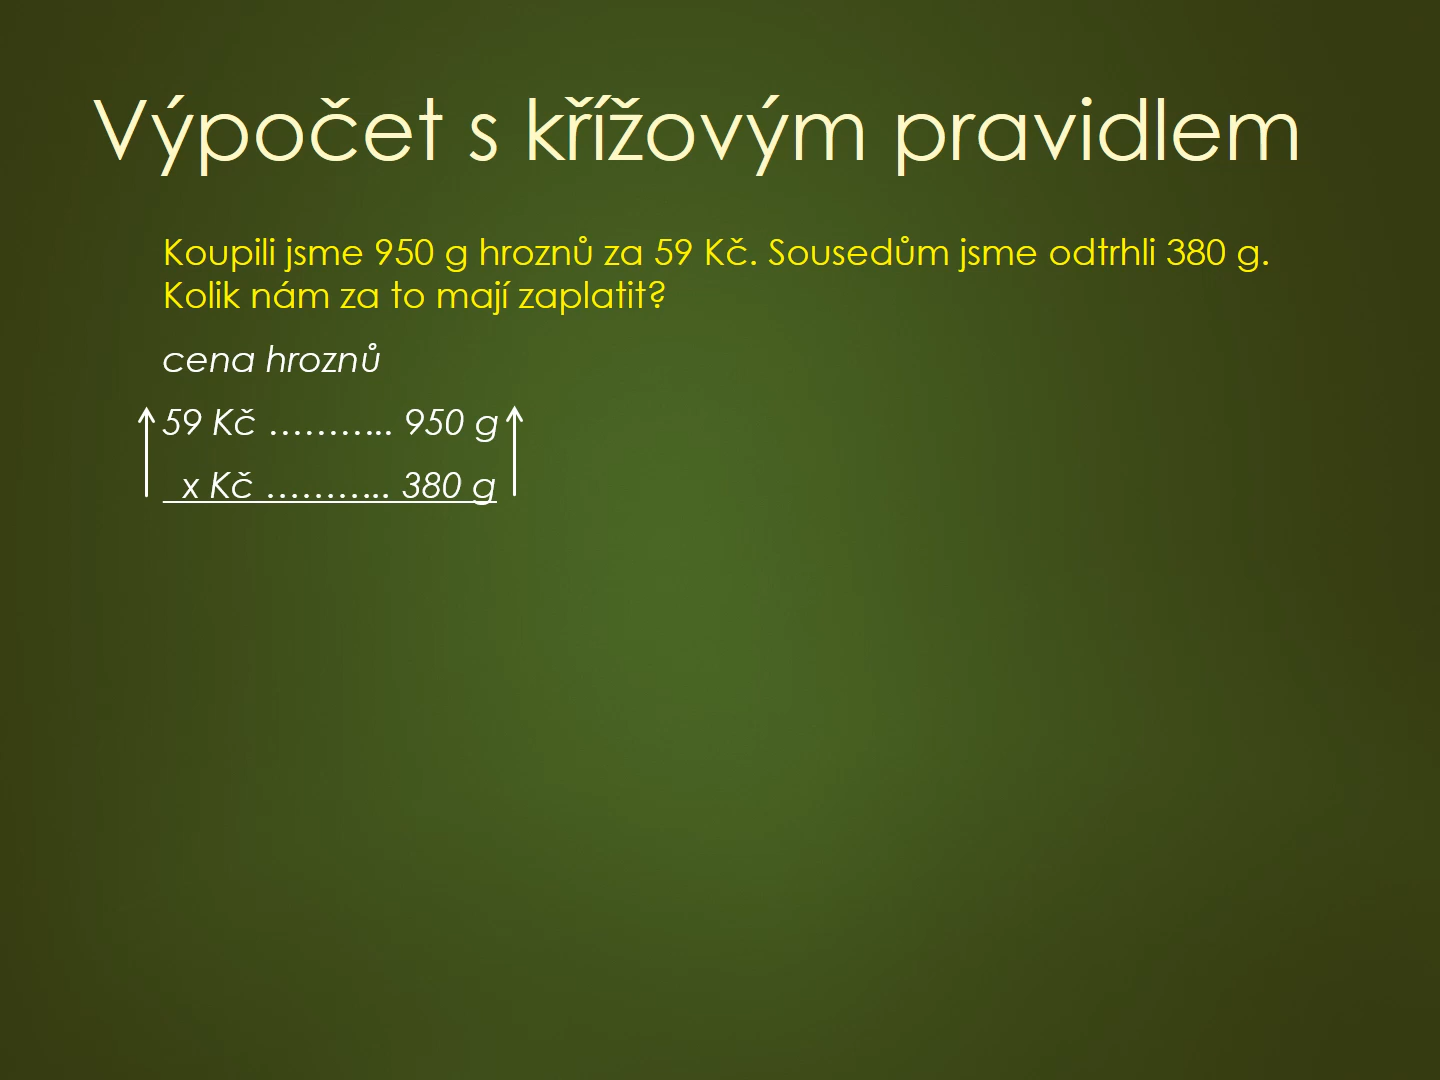 Výpočet s křížovým pravidlem
Koupili jsme 950 g hroznů za 59 Kč. Sousedům jsme odtrhli 380 g.
Kolik nám za to mají zaplatit?
cena hroznů
59 Kč ……….. 950 g
x Kč ……….. 380 g